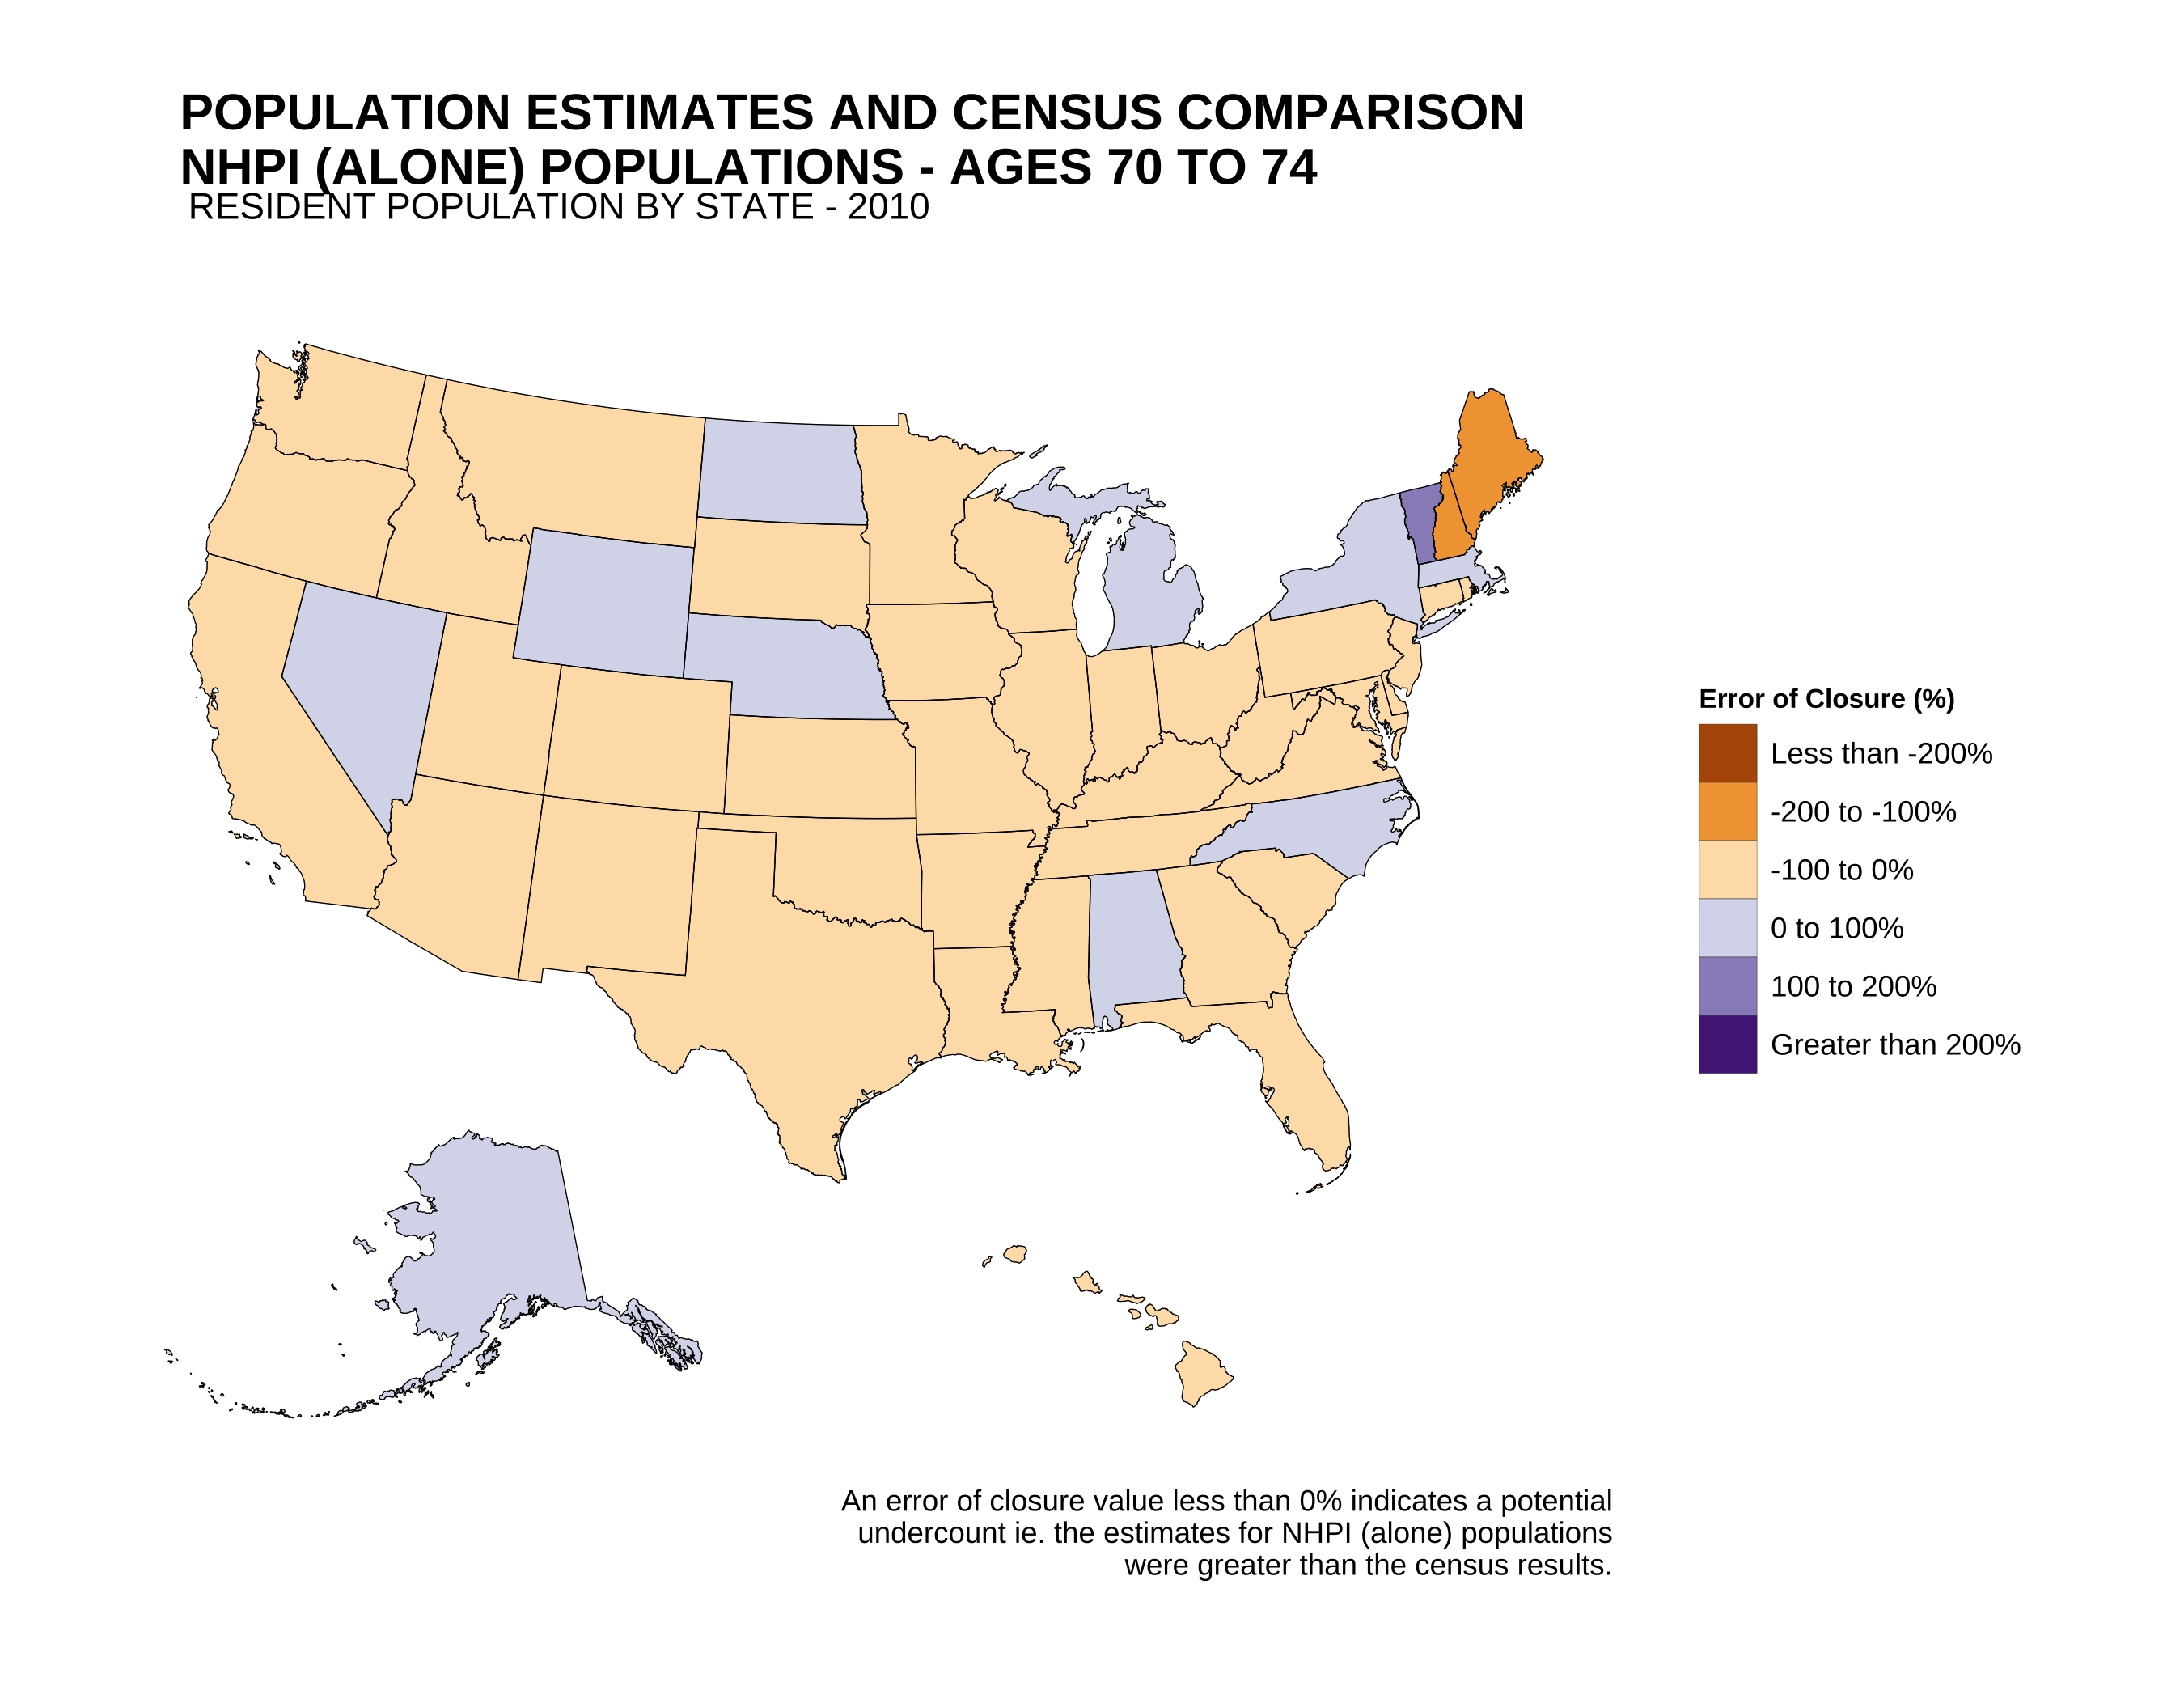 POPULATION ESTIMATES AND CENSUS COMPARISON
NHPI (ALONE) POPULATIONS - AGES 70 TO 74
RESIDENT POPULATION BY STATE - 2010
Error of Closure (%)
Less than -200%
-200 to -100%
-100 to 0%
0 to 100%
100 to 200%
Greater than 200%
An error of closure value less than 0% indicates a potential
undercount ie. the estimates for NHPI (alone) populations
were greater than the census results.